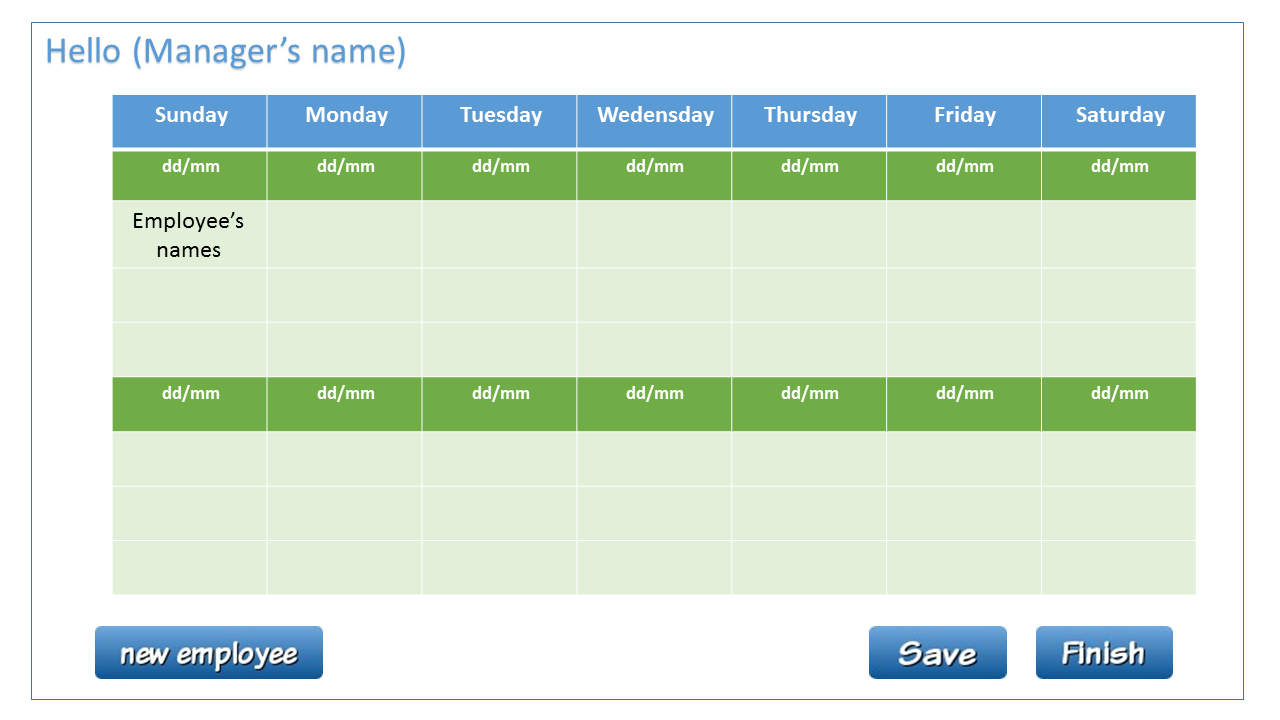 Hello (Manager’s name)
Sunday Monday Tuesday Wedensday Thursday Friday Saturday
dd/mm dd/mm dd/mm dd/mm dd/mm dd/mm dd/mm
Employee’s
names
dd/mm dd/mm dd/mm dd/mm dd/mm dd/mm dd/mm
new employee Save Finish